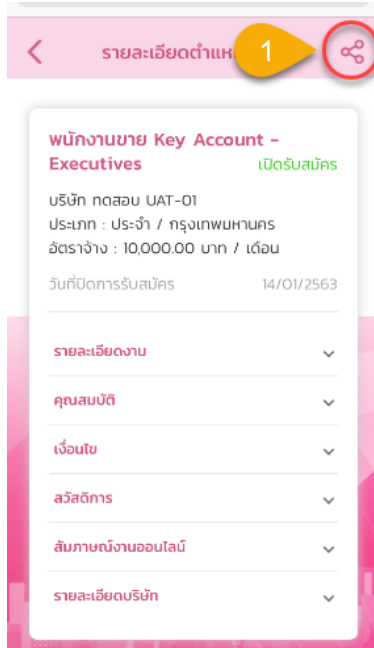 รายละเอียดตำแห
1
พนักงานขาย Key Account -
Executives
เปิดรับสมัคร
บริษัท ทดสอบ UAT-01
ประเภท : ประจำ / กรุงเทพมหานคร
อัตราจ้าง : 10,000.00 บาท / เดือน
วันที่ปิดการรับสมัคร 14/01/2563
รายละเอียดงาน
คุณสมบัติ
เงื่อนไข
สวัสดิการ
สัมภาษณ์งานออนไลน์
รายละเอียดบริษัท